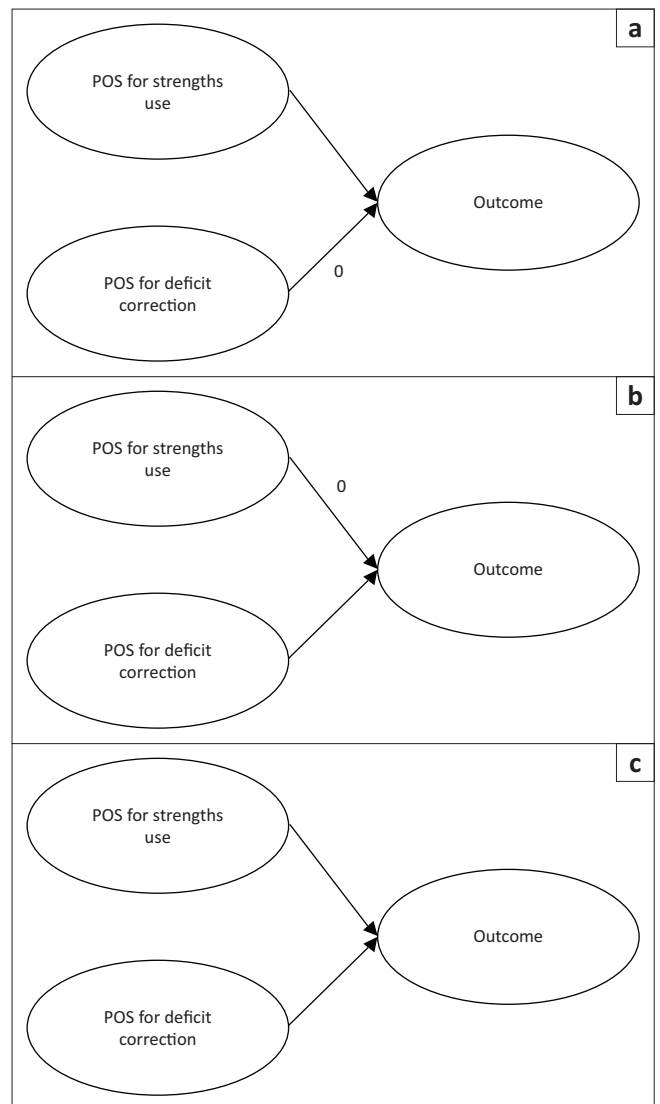 a
POS for strengths
use
Outcome
0
POS for deficit
correction
b
POS for strengths
use
0
Outcome
POS for deficit
correction
c
POS for strengths
use
Outcome
POS for deficit
correction